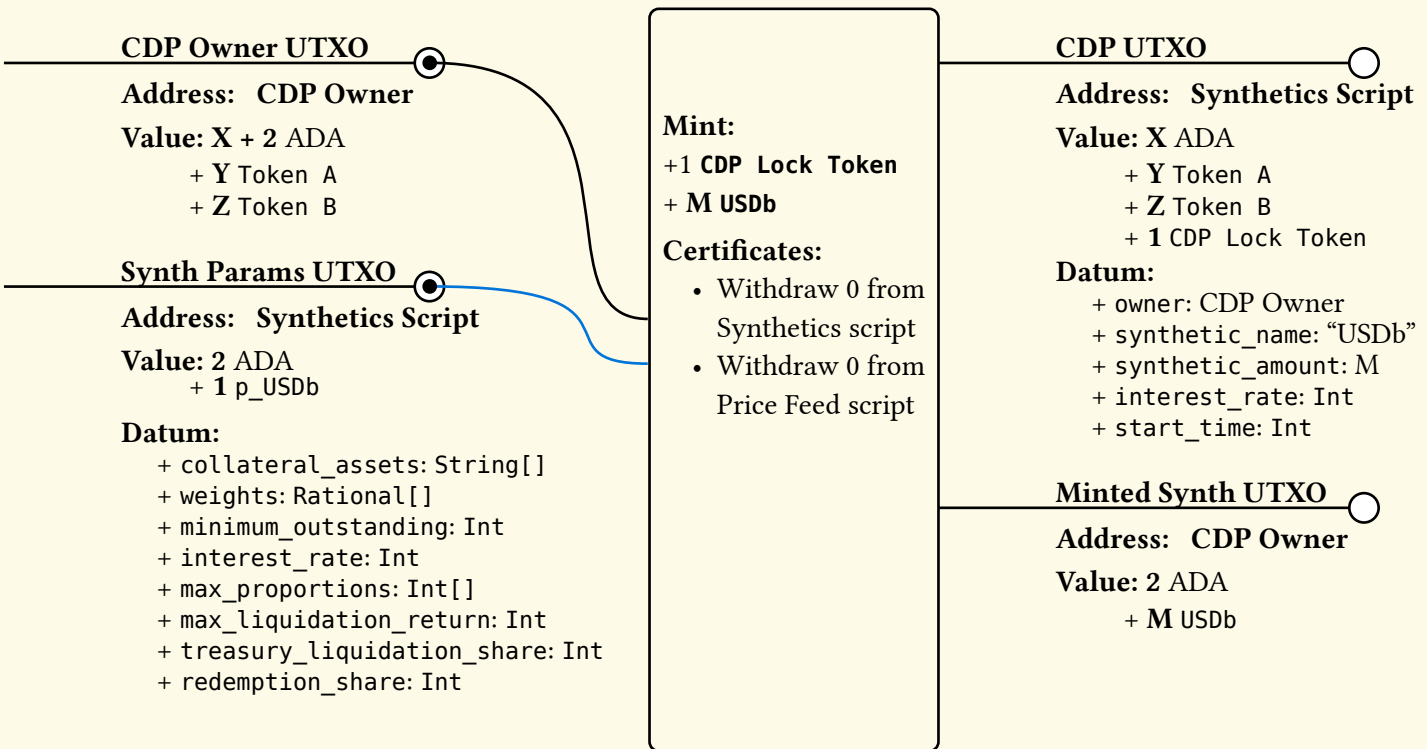 CDP Owner UTXO
Address: CDP Owner
Value: X + 2 ADA
+ Y Token A
+ Z Token B
Synth Params UTXO
Address: Synthetics Script
Value: 2 ADA
+ 1 p_USDb
Datum:
+ collateral_assets: String[]
+ weights: Rational[]
+ minimum_outstanding: Int
+ interest_rate: Int
+ max_proportions: Int[]
+ max_liquidation_return: Int
+ treasury_liquidation_share: Int
+ redemption_share: Int
Mint:
+1 CDP Lock Token
+ M USDb
Certificates:
• Withdraw 0 from
Synthetics script
• Withdraw 0 from
Price Feed script
CDP UTXO
Address: Synthetics Script
Value: X ADA
+ Y Token A
+ Z Token B
+ 1 CDP Lock Token
Datum:
+ owner: CDP Owner
+ synthetic_name: “USDb”
+ synthetic_amount: M
+ interest_rate: Int
+ start_time: Int
Minted Synth UTXO
Address: CDP Owner
Value: 2 ADA
+ M USDb